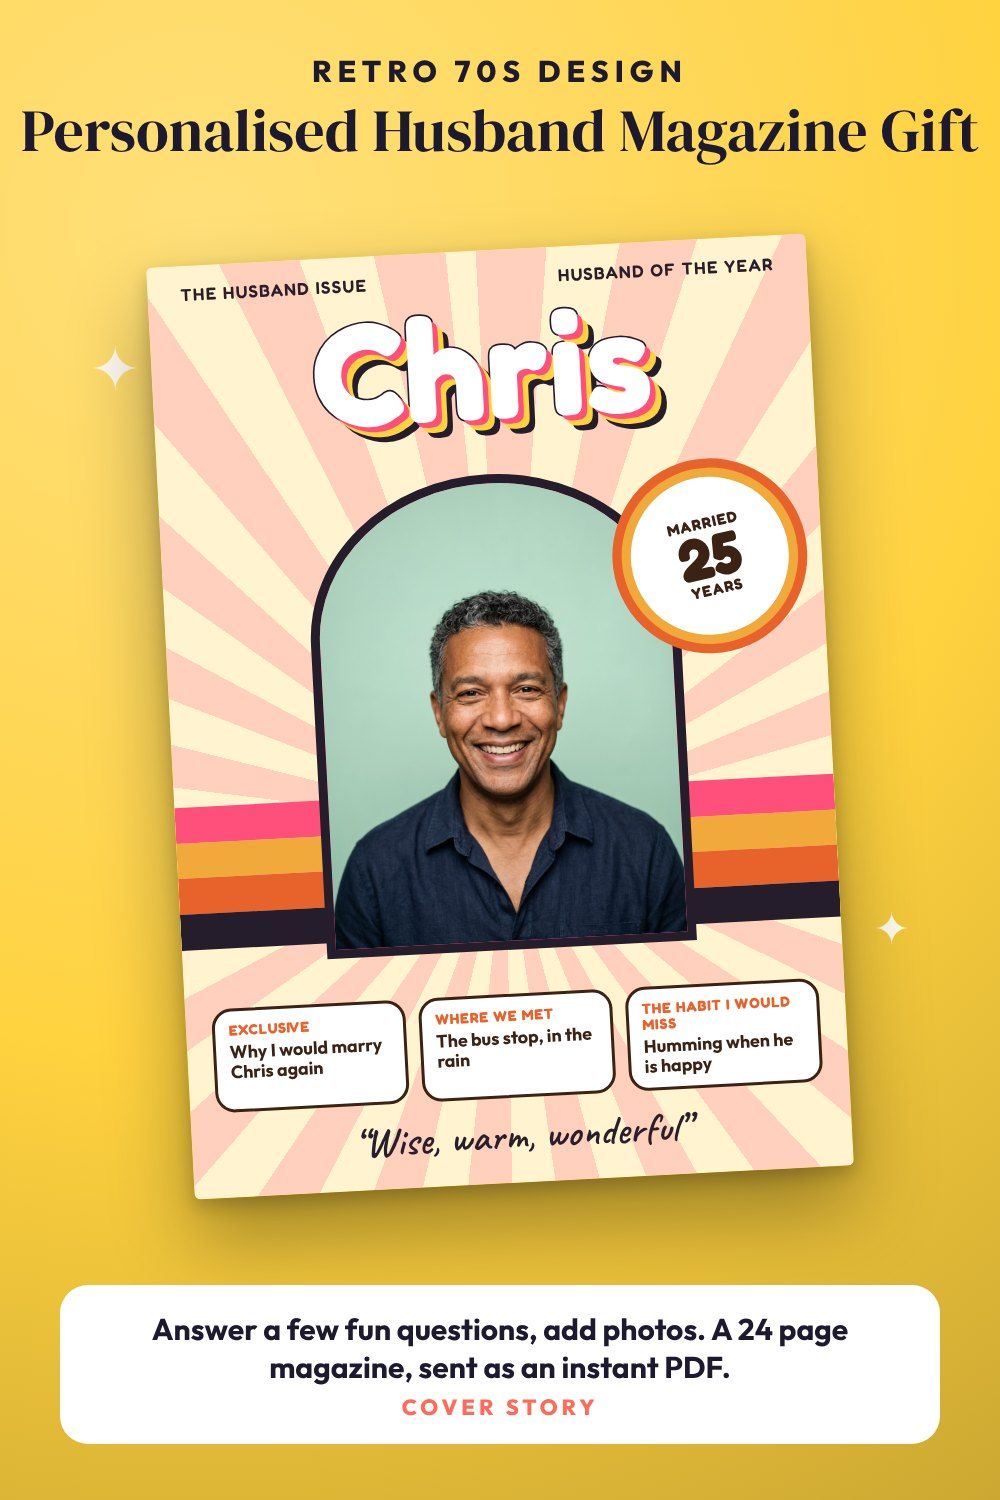 RETRO 70S DESIGN
Personalised Husband Magazine Gift
THE HUSBAND ISSUE
HUSBAND OF THE YEAR
Chris
MARRIED
25
YEARS
EXCLUSIVE
Why I would marry
Chris again
WHERE WE MET
The bus stop, in the
rain
THE HABIT I WOULD
MISS
Humming when he
is happy
“Wise, warm, wonderful”
Answer a few fun questions, add photos. A 24 page
magazine, sent as an instant PDF.
COVER STORY